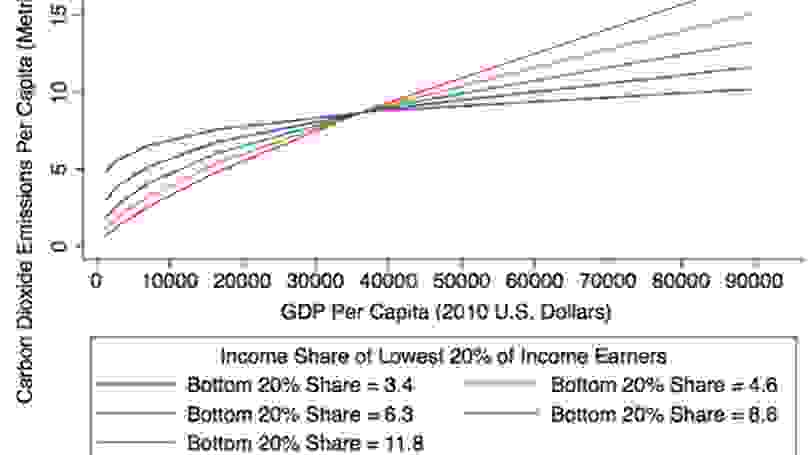 15
10
5
0
Carbon Dioxide Emissions Per Capita
0 10000 20000 30000 40000 50000 60000 70000 80000 90000
GDP Per Capita (2010 U.S. Dollars)
Income Share of Lowest 20% of Income Earners
Bottom 20% Share = 3.4 Bottom 20% Share = 4.6
Bottom 20% Share = 6.3 Bottom 20% Share = 8.6
Bottom 20% Share = 11.8